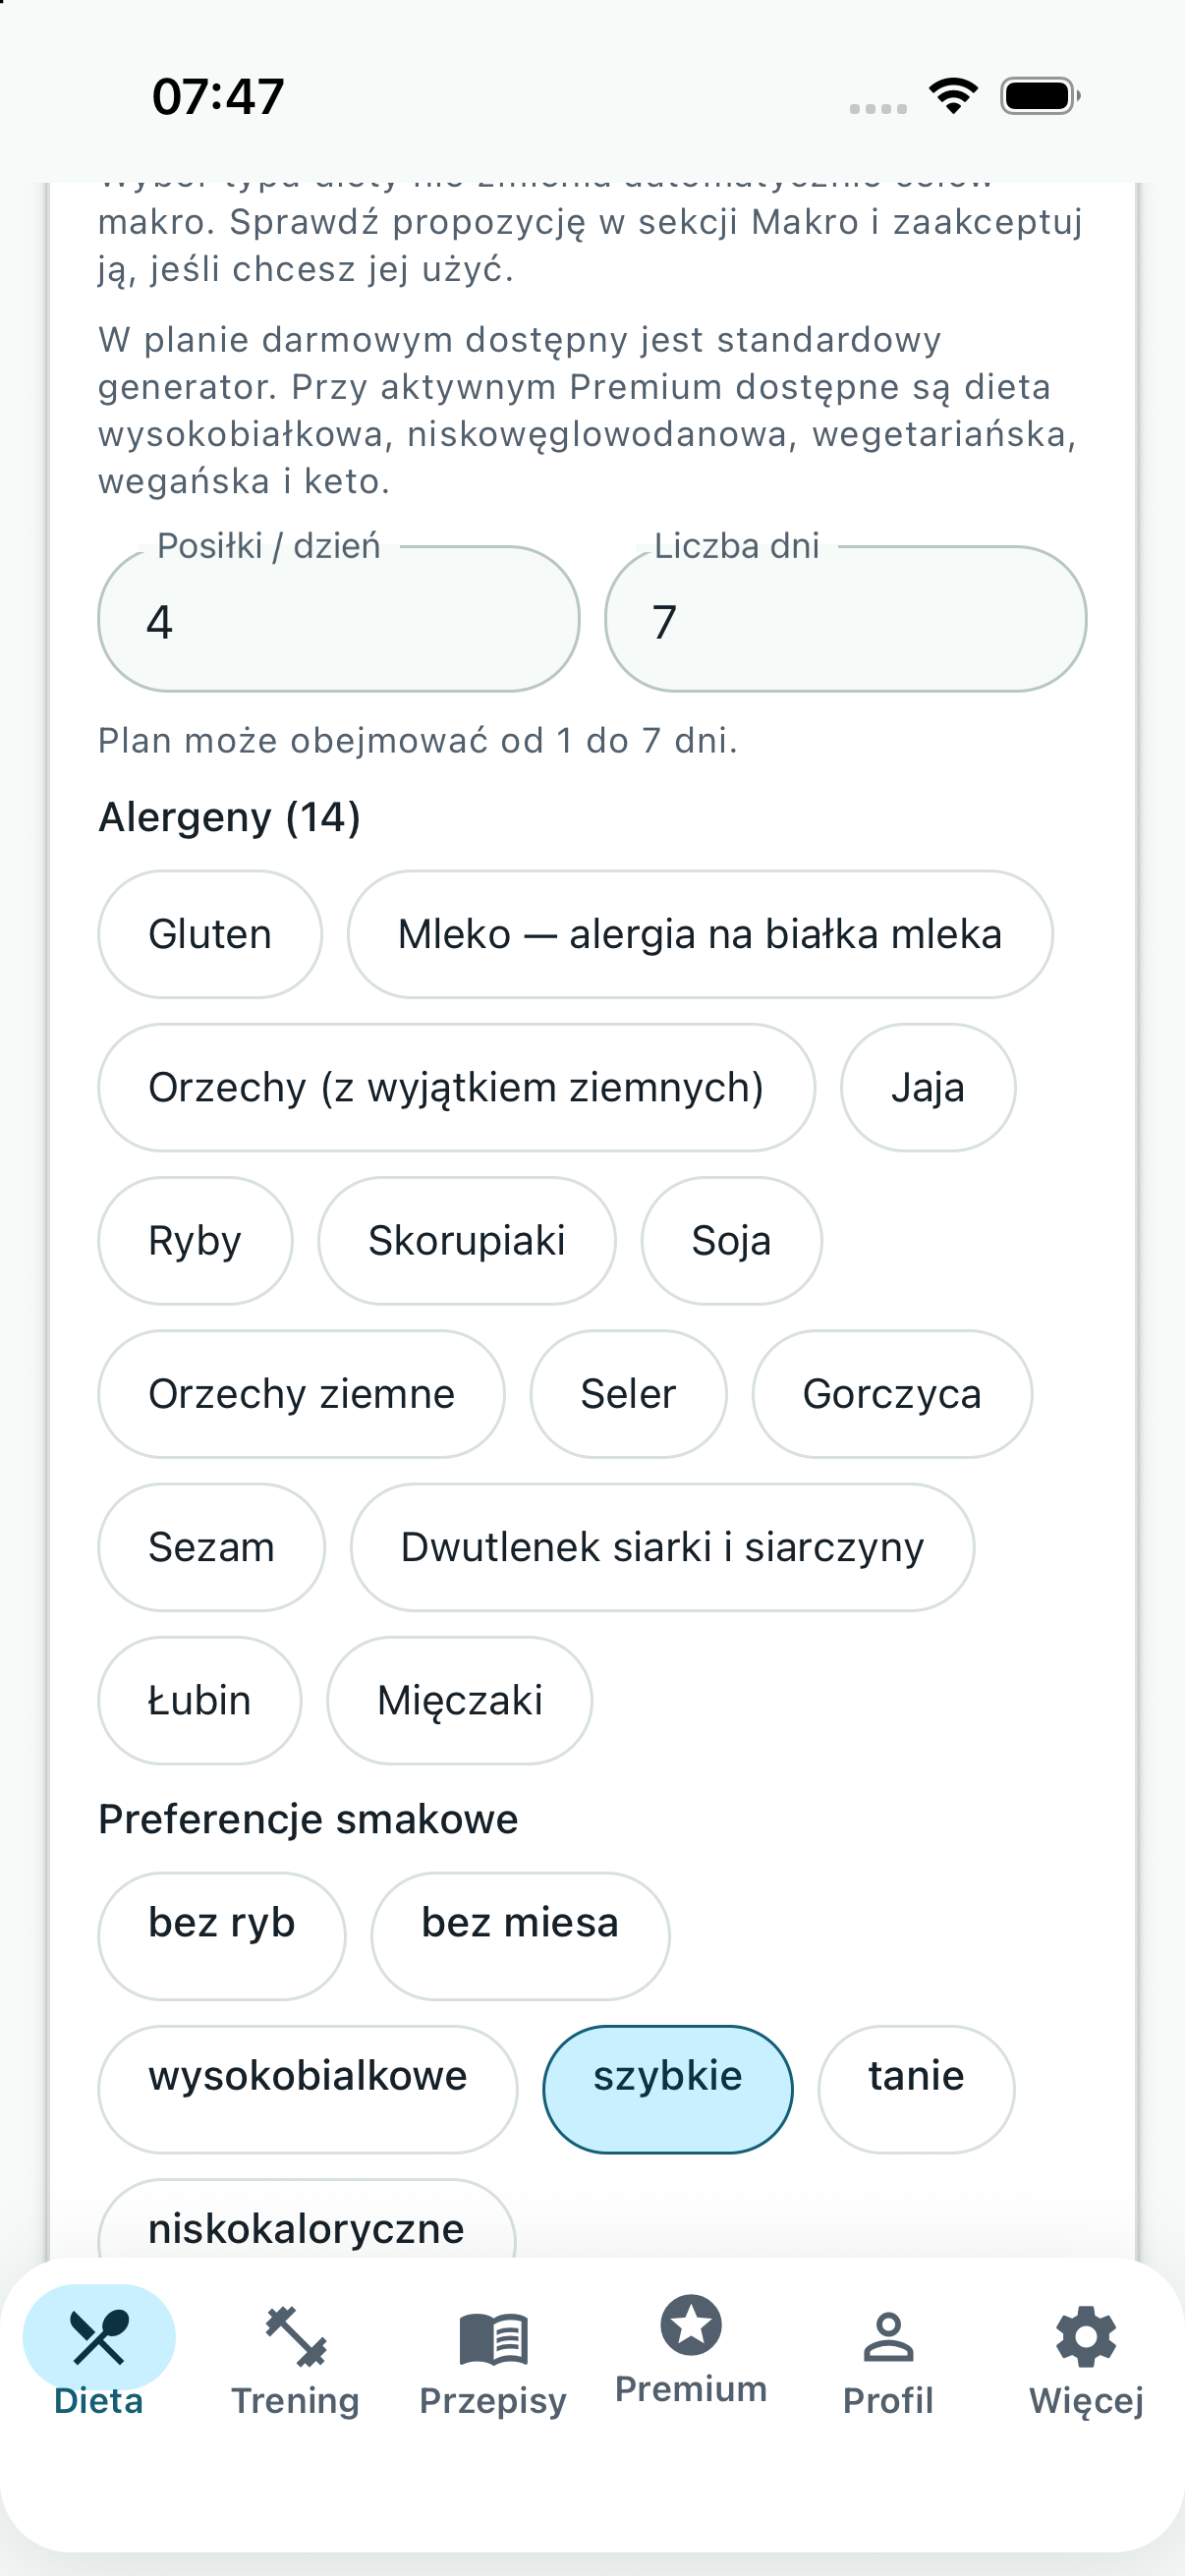 07:47
makro. Sprawdź propozycję w sekcji Makro i zaakceptuj
ją, jeśli chcesz jej użyć.
W planie darmowym dostępny jest standardowy
generator. Przy aktywnym Premium dostępne są dieta
wysokobiałkowa, niskowęglowodanowa, wegetariańska,
wegańska i keto.
Posiłki / dzień
Liczba dni
4
7
Plan może obejmować od 1 do 7 dni.
Alergeny (14)
Gluten
Mleko — alergia na białka mleka
Orzechy (z wyjątkiem ziemnych)
Jaja
Ryby
Skorupiaki
Soja
Orzechy ziemne
Seler
Gorczyca
Sezam
Dwutlenek siarki i siarczyny
Łubin
Mięczaki
Preferencje smakowe
bez ryb
bez miesa
wysokobialkowe
szybkie
tanie
niskokaloryczne
Dieta
Trening
Przepisy
Premium
Profil
Więcej